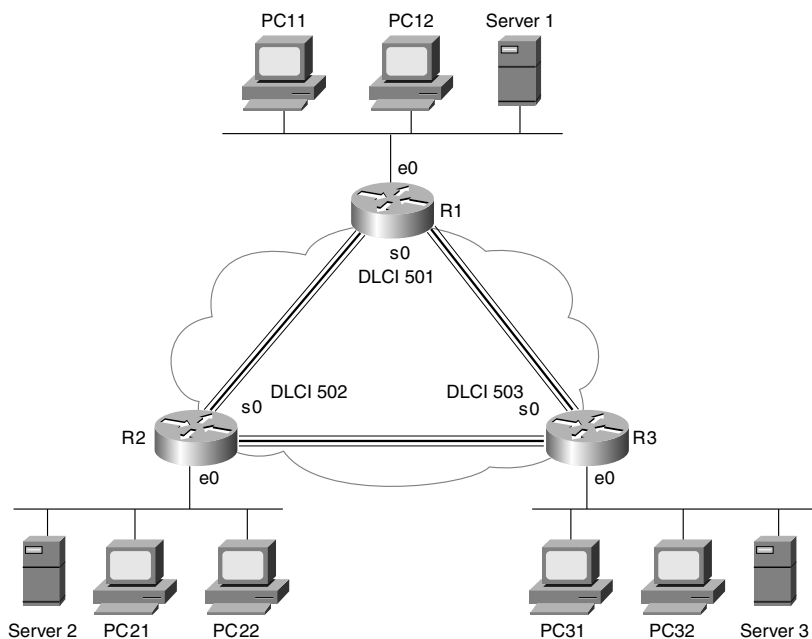 PC11 PC12 Server 1
e0
R1
s0
DLCI 501
DLCI 502 DLCI 503
s0 s0
R2 R3
e0 e0
Server 2 PC21 PC22 PC31 PC32 Server 3